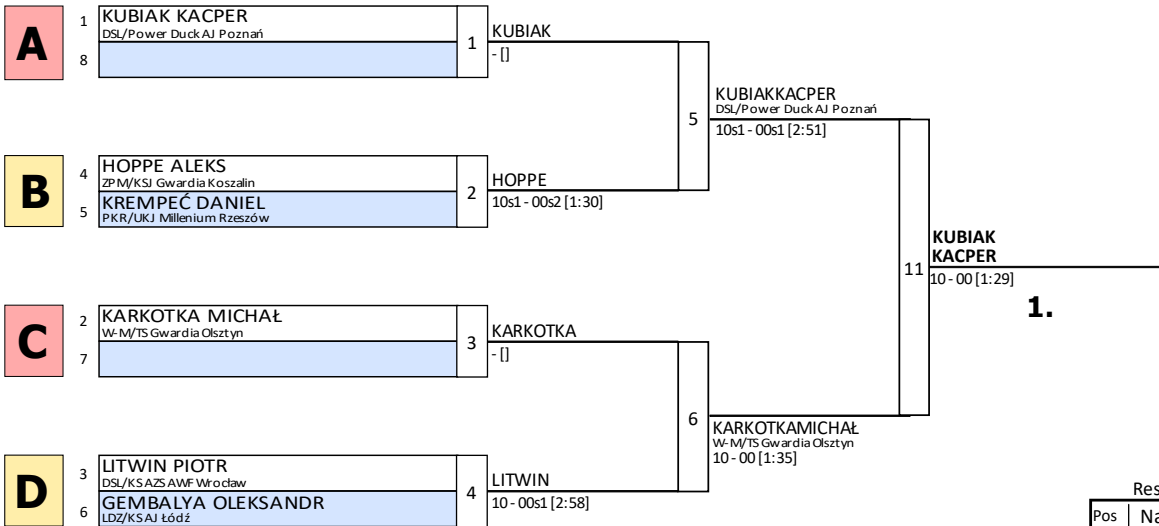 A
1
KUBIAK KACPER
DSL/Power Duck AJ Poznań
8
1
KUBIAK
- []
5
KUBIAKKACPER
DSL/Power Duck AJ Poznań
10s1 - 00s1 [2:51]
B
4
HOPPE ALEKS
ZPM/KSJ Gwardia Koszalin
5
KREMPEĆ DANIEL
PKR/UKJ Millenium Rzeszów
2
HOPPE
10s1 - 00s2 [1:30]
11
KUBIAK
KACPER
10 - 00 [1:29]
1.
C
2
KARKOTKA MICHAŁ
W-M/TS Gwardia Olsztyn
7
3
KARKOTKA
- []
6
KARKOTKAMICHAŁ
W-M/TS Gwardia Olsztyn
10 - 00 [1:35]
D
3
LITWIN PIOTR
DSL/KS AZS AWF Wrocław
6
GEMBALYA OLEKSANDR
LDZ/KS AJ Łódź
4
LITWIN
10 - 00s1 [2:58]
Res
Pos Na